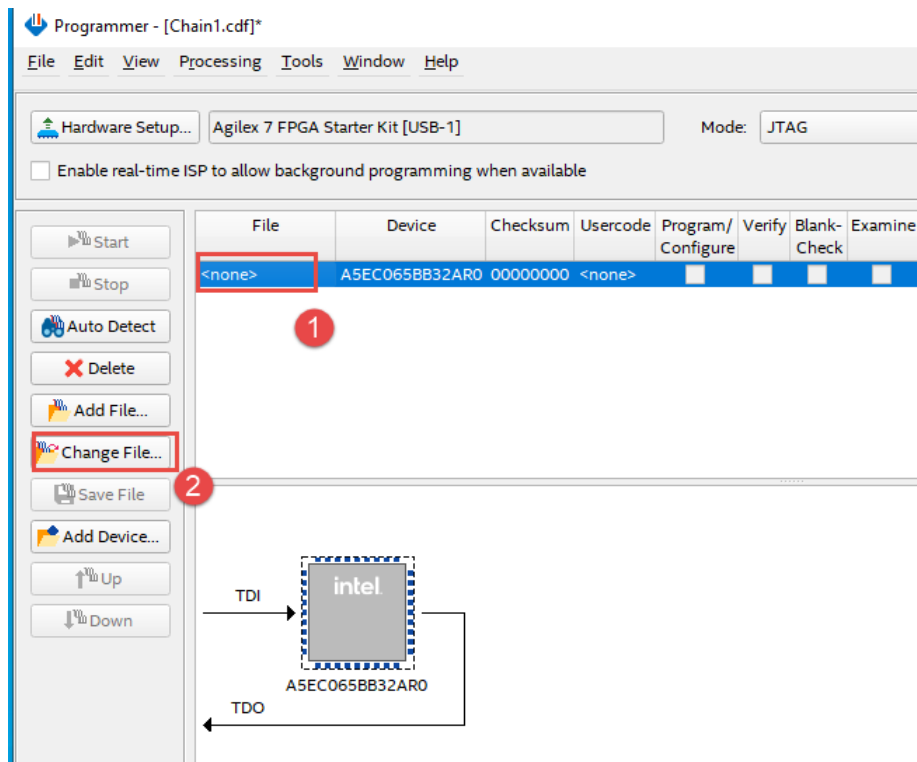 Programmer - [Chain1.cdf]*
File Edit View Processing Tools Window Help
Hardware Setup... Agilex 7 FPGA Starter Kit [USB-1] Mode: JTAG
Enable real-time ISP to allow background programming when available
File Device Checksum Usercode Program/ Configure Verify Blank- Check Examine
<none> A5EC065BB32AR0 00000000 <none>
1
Start
Stop
Auto Detect
Delete
Add File...
Change File...
2
Save File
Add Device...
Up
Down
TDI
intel.
A5EC065BB32AR0
TDO